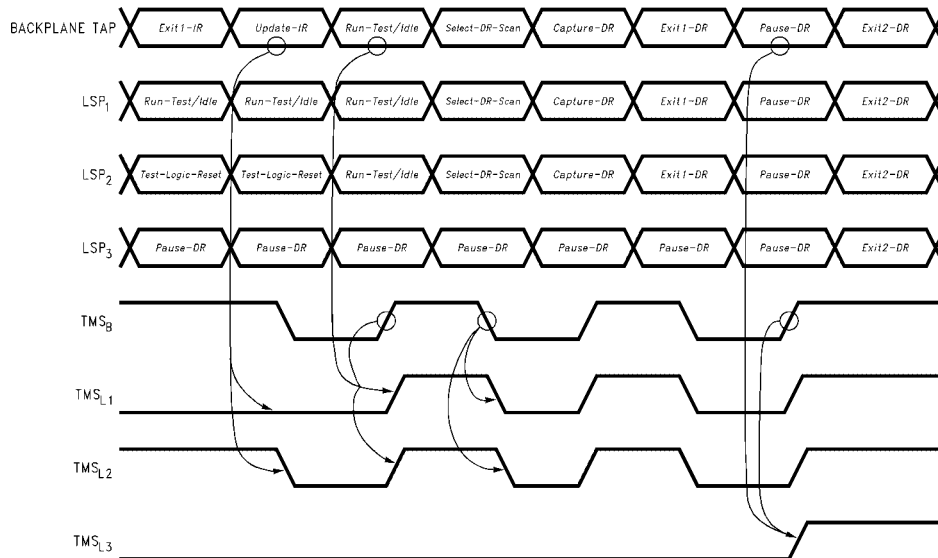 BACKPLANE TAP Exit1-IR Update-IR Run-Test/Idle Select-DR-Scan Capture-DR Exit1-DR Pause-DR Exit2-DR
LSP1 Run-Test/Idle Run-Test/Idle Run-Test/Idle Select-DR-Scan Capture-DR Exit1-DR Pause-DR Exit2-DR
LSP2 Test-Logic-Reset Test-Logic-Reset Run-Test/Idle Select-DR-Scan Capture-DR Exit1-DR Pause-DR Exit2-DR
LSP3 Pause-DR Pause-DR Pause-DR Pause-DR Pause-DR Pause-DR Pause-DR Exit2-DR
TMSB
TMSL1
TMSL2
TMSL3